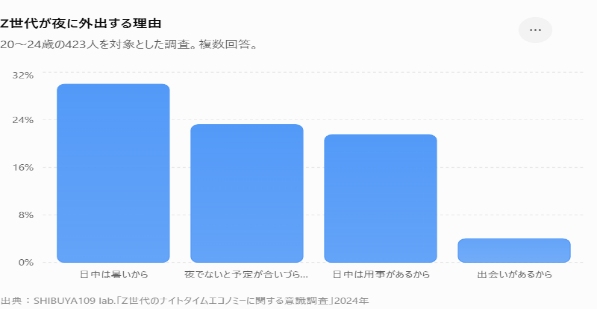 Z世代が夜に外出する理由
20～24歳の423人を対象とした調査。複数回答。
32%
24%
16%
8%
0%
日中は暑いから
夜でないと予定が合いづら...
日中は用事があるから
出会いがあるから
出典：SHIBUYA109 lab.「Z世代のナイトタイムエコノミーに関する意識調査」2024年